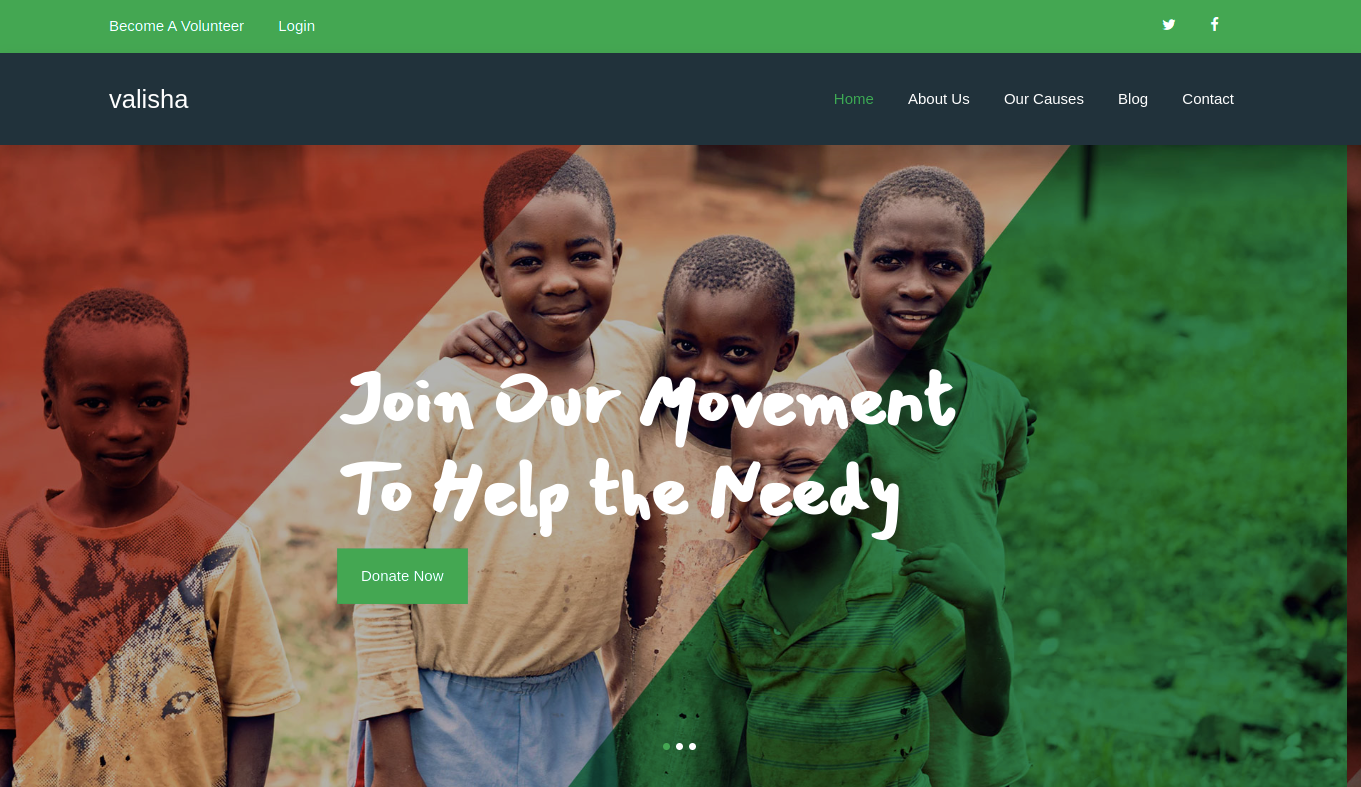 Become A Volunteer Login
valisha
Home About Us Our Causes Blog Contact
Join Our Movement
To Help the Needy
Donate Now